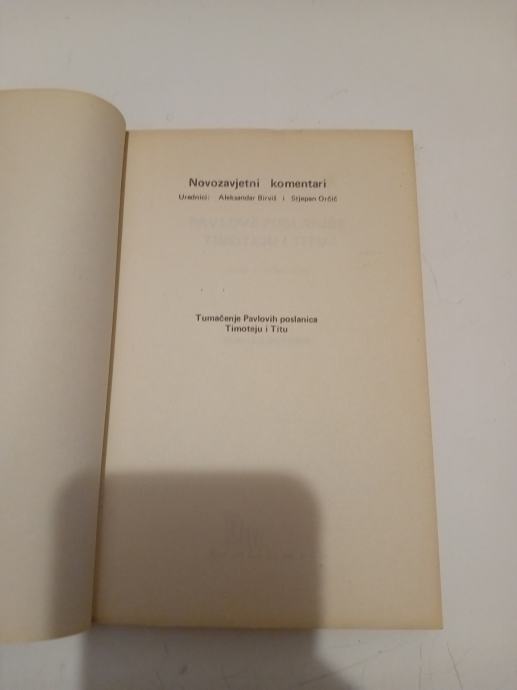 Novozavjetni komentari
Urednici: Aleksandar Birviš i Stjepan Orčić
Tumačenje Pavlovih poslanica
Timoteju i Titu